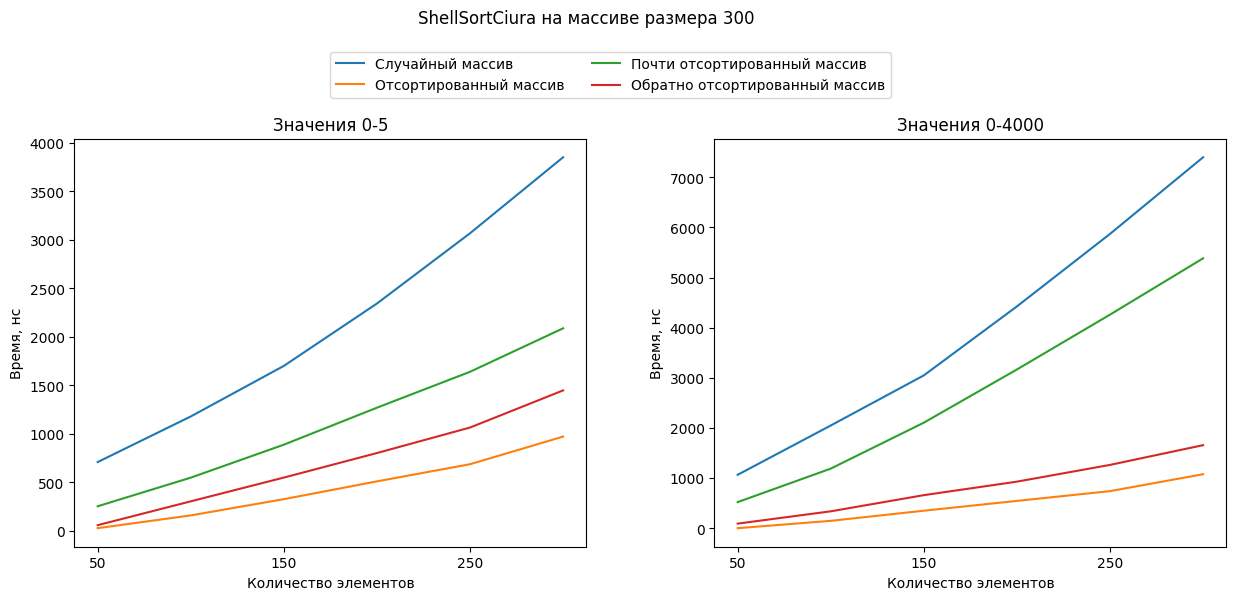 ShellSortCiura на массиве размера 300
Случайный массив
Отсортированный массив
Почти отсортированный массив
Обратно отсортированный массив
Значения 0-5
4000
3500
3000
2500
2000
1500
1000
500
0
Время, нс
50
150
250
Количество элементов
Значения 0-4000
7000
6000
5000
4000
3000
2000
1000
0
Время, нс
50
150
250
Количество элементов